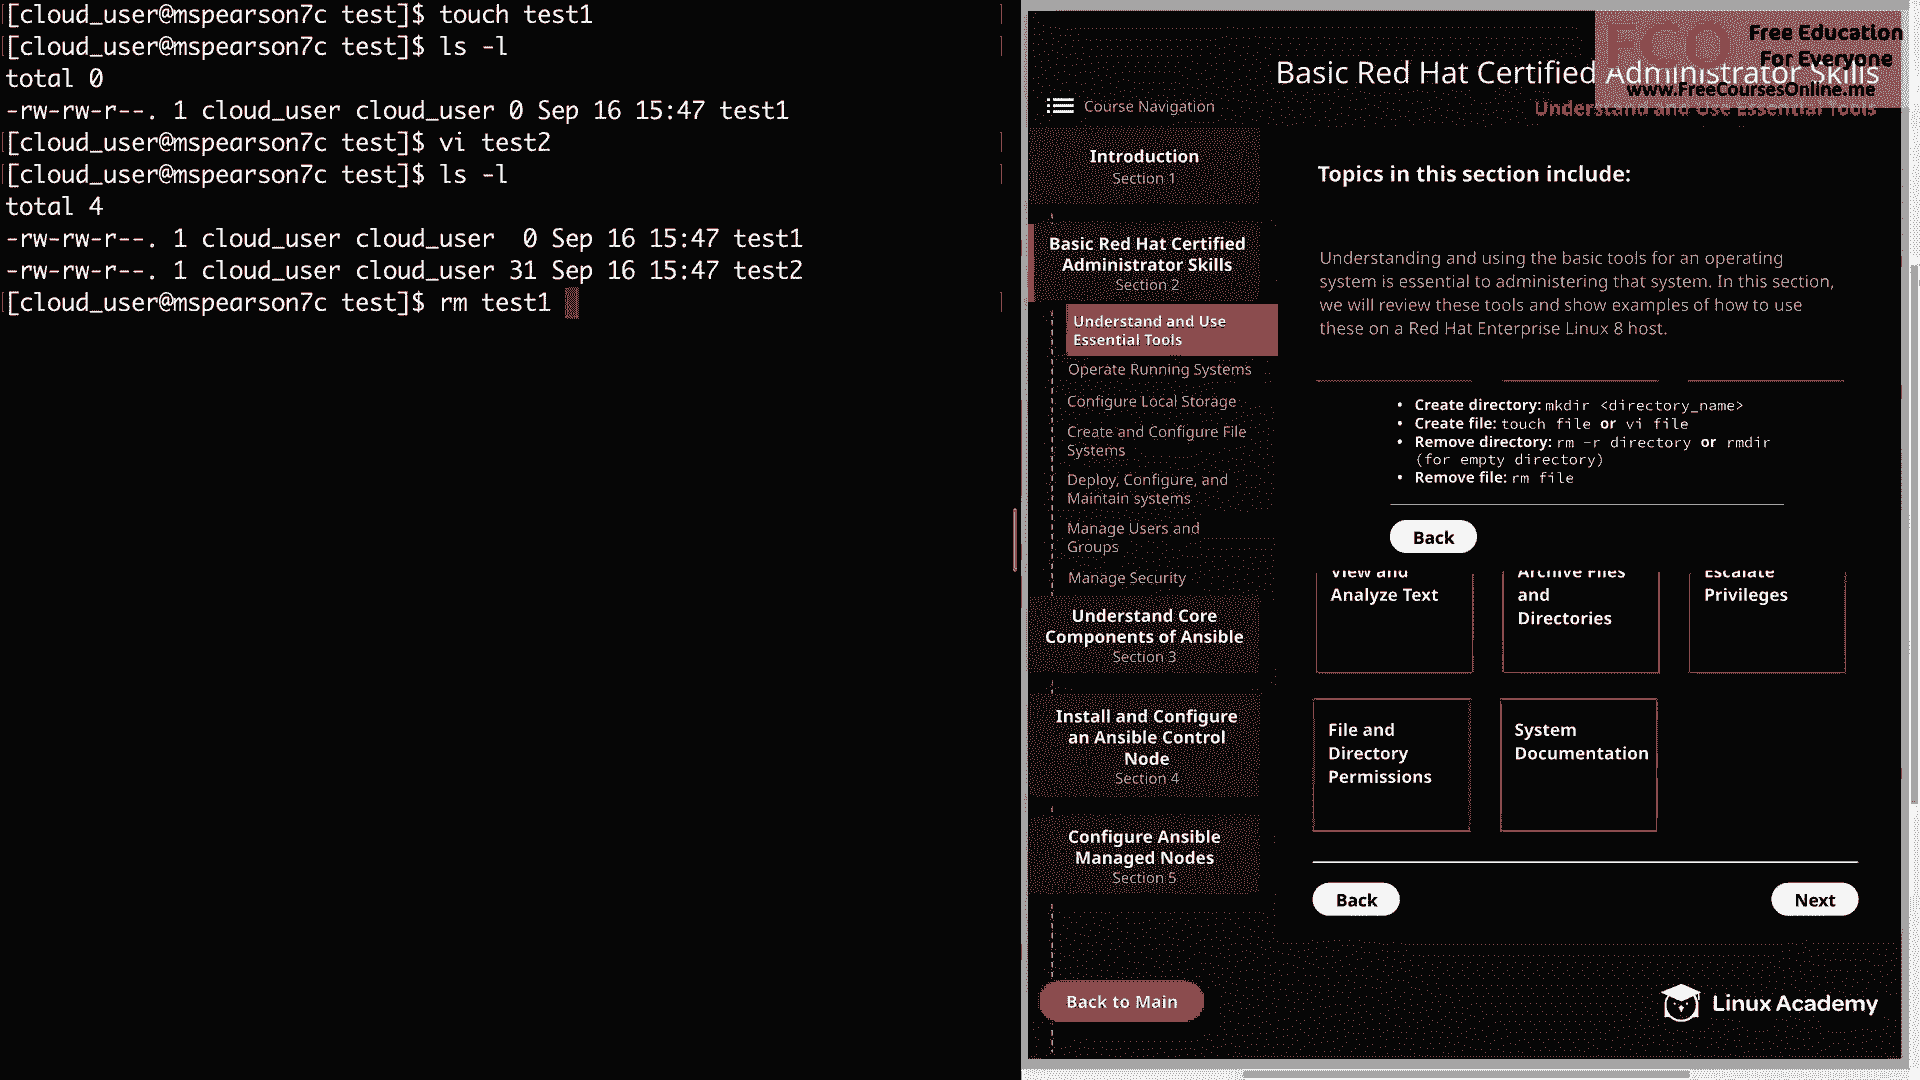 [cloud_user@mspearson7c test]$ touch test1
[cloud_user@mspearson7c test]$ ls -l
total 0
-rw-rw-r--. 1 cloud_user cloud_user 0 Sep 16 15:47 test1
[cloud_user@mspearson7c test]$ vi test2
[cloud_user@mspearson7c test]$ ls -l
total 4
-rw-rw-r--. 1 cloud_user cloud_user  0 Sep 16 15:47 test1
-rw-rw-r--. 1 cloud_user cloud_user 31 Sep 16 15:47 test2
[cloud_user@mspearson7c test]$ rm test1
FCO
Free Education
For Everyone
www.FreeCoursesOnline.me
Basic Red Hat Certified Administrator Skills
Understand and Use Essential Tools
Course Navigation
Introduction
Section 1
Basic Red Hat Certified
Administrator Skills
Section 2
Understand and Use
Essential Tools
Operate Running Systems
Configure Local Storage
Create and Configure File
Systems
Deploy, Configure, and
Maintain systems
Manage Users and
Groups
Manage Security
Understand Core
Components of Ansible
Section 3
Install and Configure
an Ansible Control
Node
Section 4
Configure Ansible
Managed Nodes
Section 5
Back to Main
Topics in this section include:
Understanding and using the basic tools for an operating
system is essential to administering that system. In this section,
we will review these tools and show examples of how to use
these on a Red Hat Enterprise Linux 8 host.
• Create directory: mkdir <directory_name>
• Create file: touch file or vi file
• Remove directory: rm -r directory or rmdir
(for empty directory)
• Remove file: rm file
Back
View and
Analyze Text
Archive Files
and
Directories
Escalate
Privileges
File and
Directory
Permissions
System
Documentation
Back
Next
Linux Academy